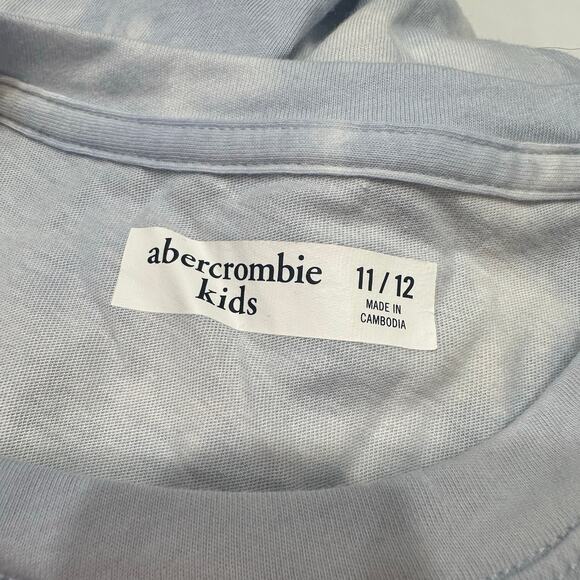 abercrombie
kids
11 / 12
MADE IN
CAMBODIA